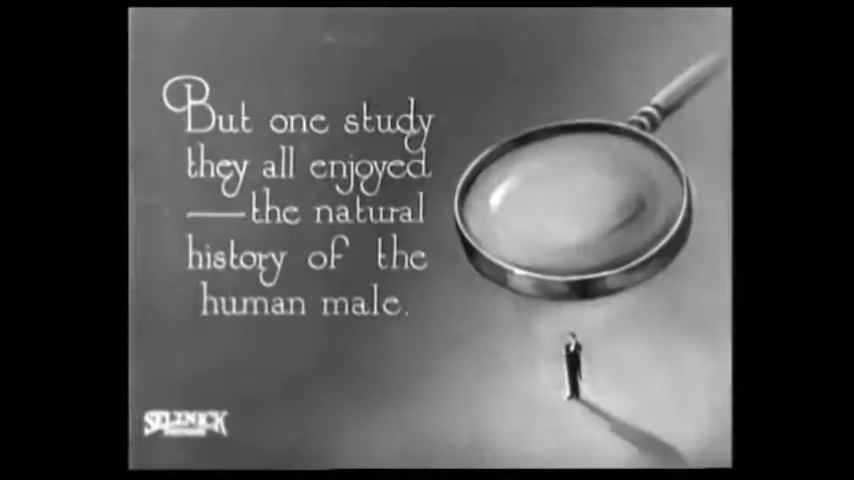 But one study
they all enjoyed
—the natural
history of the
human male.
SELZNICK